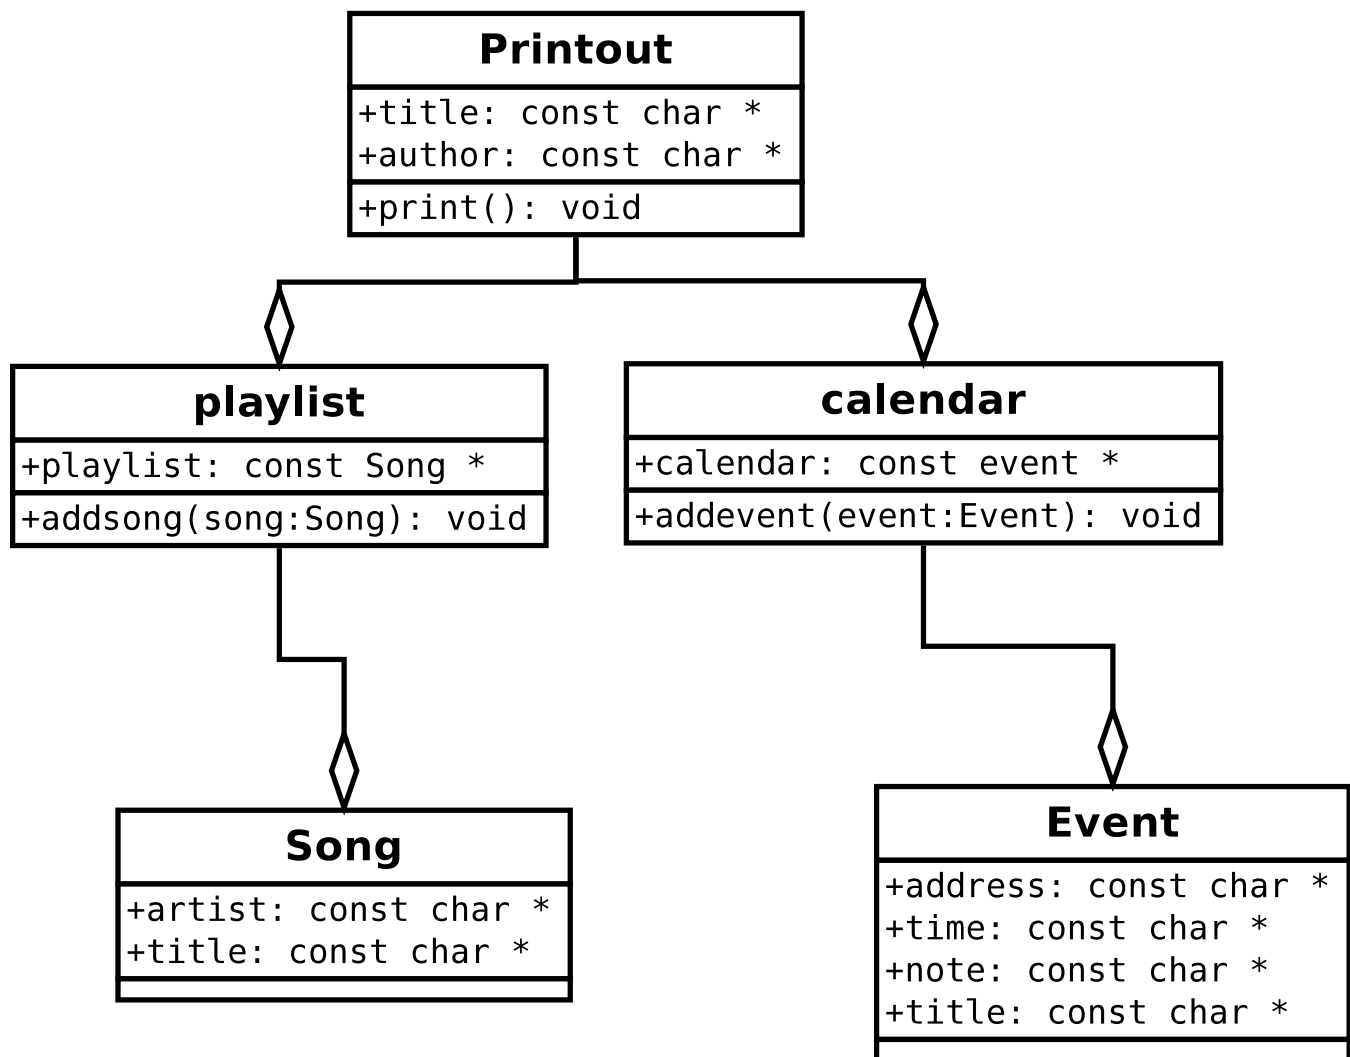 Printout
+title: const char *
+author: const char *
+print(): void
playlist
+playlist: const Song *
+addsong(song:Song): void
calendar
+calendar: const event *
+addevent(event:Event): void
Song
+artist: const char *
+title: const char *
Event
+address: const char *
+time: const char *
+note: const char *
+title: const char *